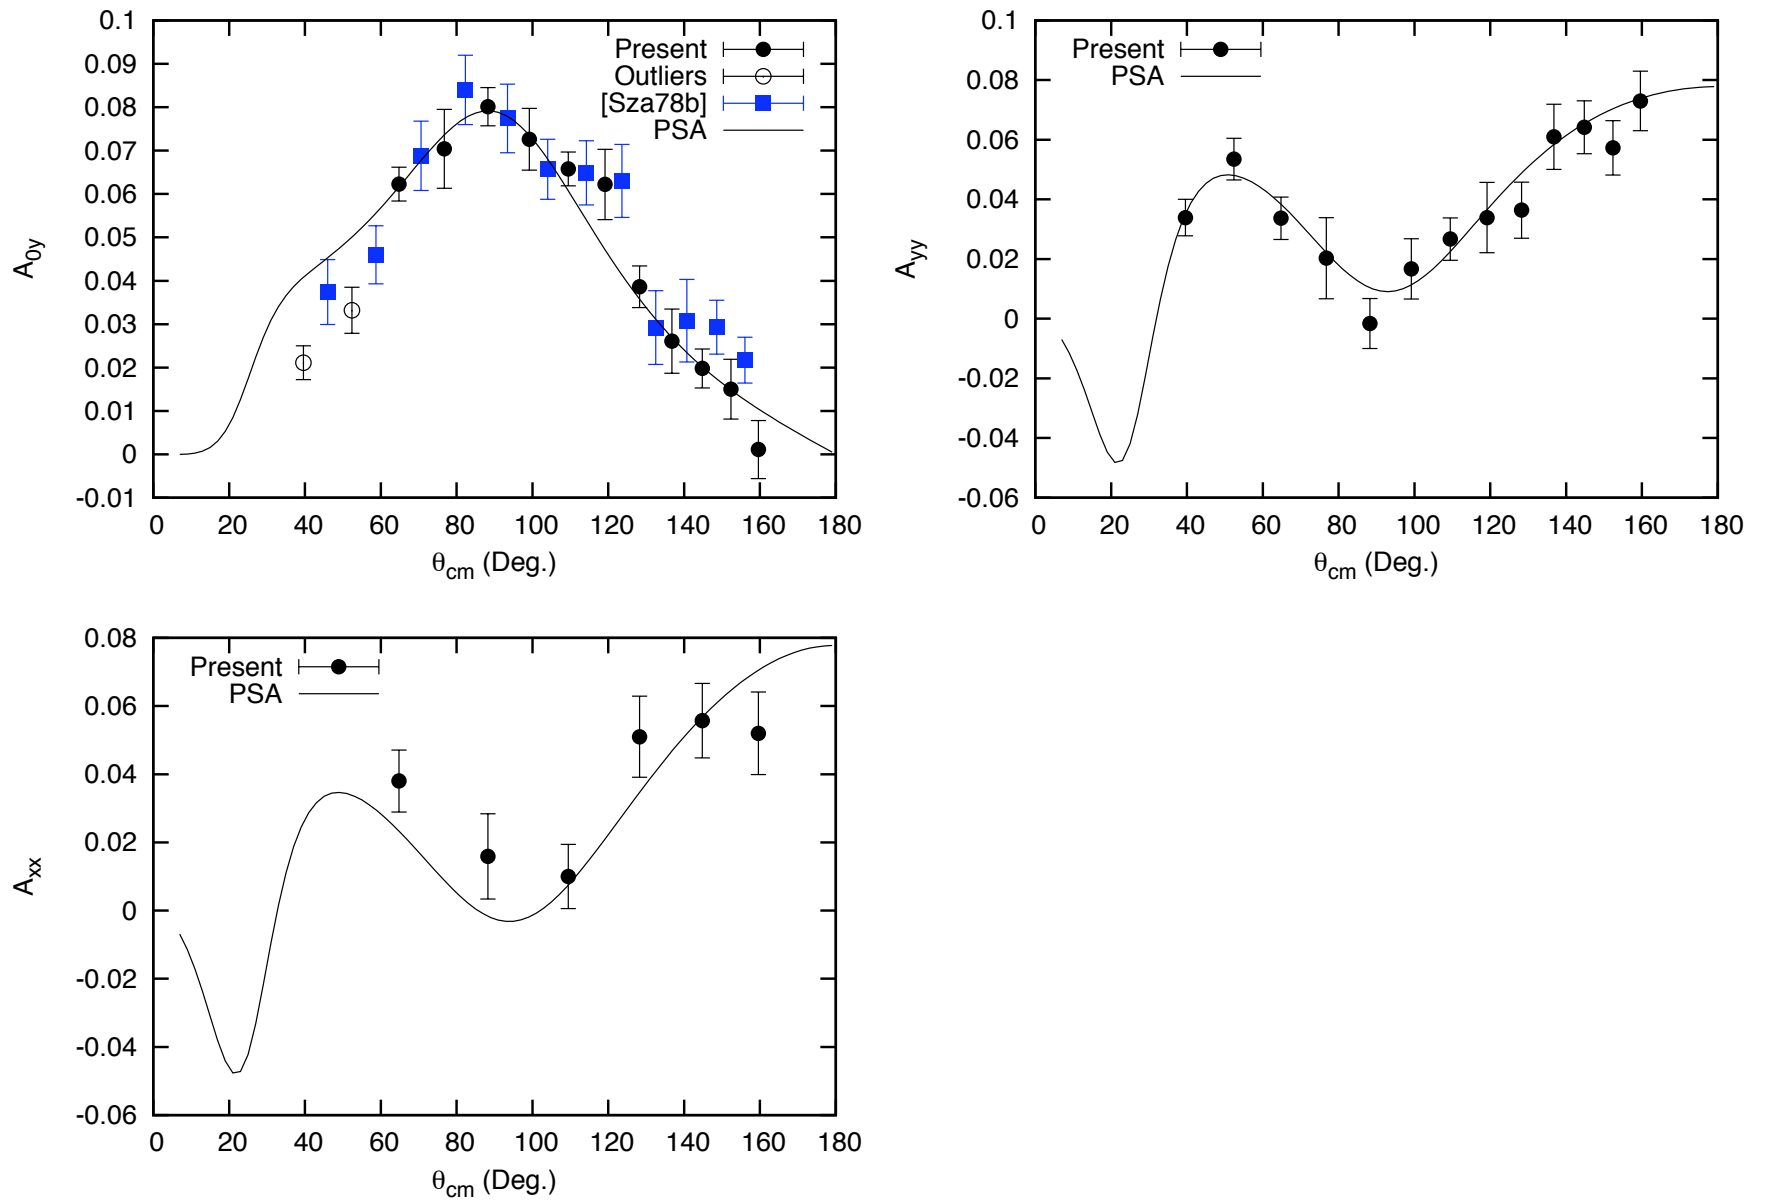 0.1
0.09
0.08
0.07
0.06
0.05
0.04
0.03
0.02
0.01
0
-0.01
A0y
Present
Outliers
[Sza78b]
PSA
0 20 40 60 80 100 120 140 160 180
θcm (Deg.)
0.1
0.08
0.06
0.04
0.02
0
-0.02
-0.04
-0.06
Ayy
Present
PSA
0 20 40 60 80 100 120 140 160 180
θcm (Deg.)
0.08
0.06
0.04
0.02
0
-0.02
-0.04
-0.06
Axx
Present
PSA
0 20 40 60 80 100 120 140 160 180
θcm (Deg.)